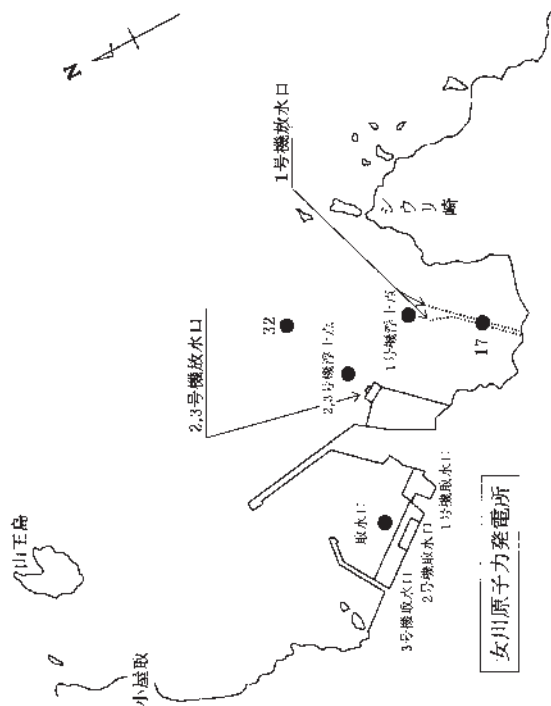 N
1号機放水口
シウリ崎
2,3号機放水口
32
2,3号機浮上点
1号機浮上点
17
山王島
小屋取
取水口
1号機取水口
2号機取水口
3号機取水口
女川原子力発電所